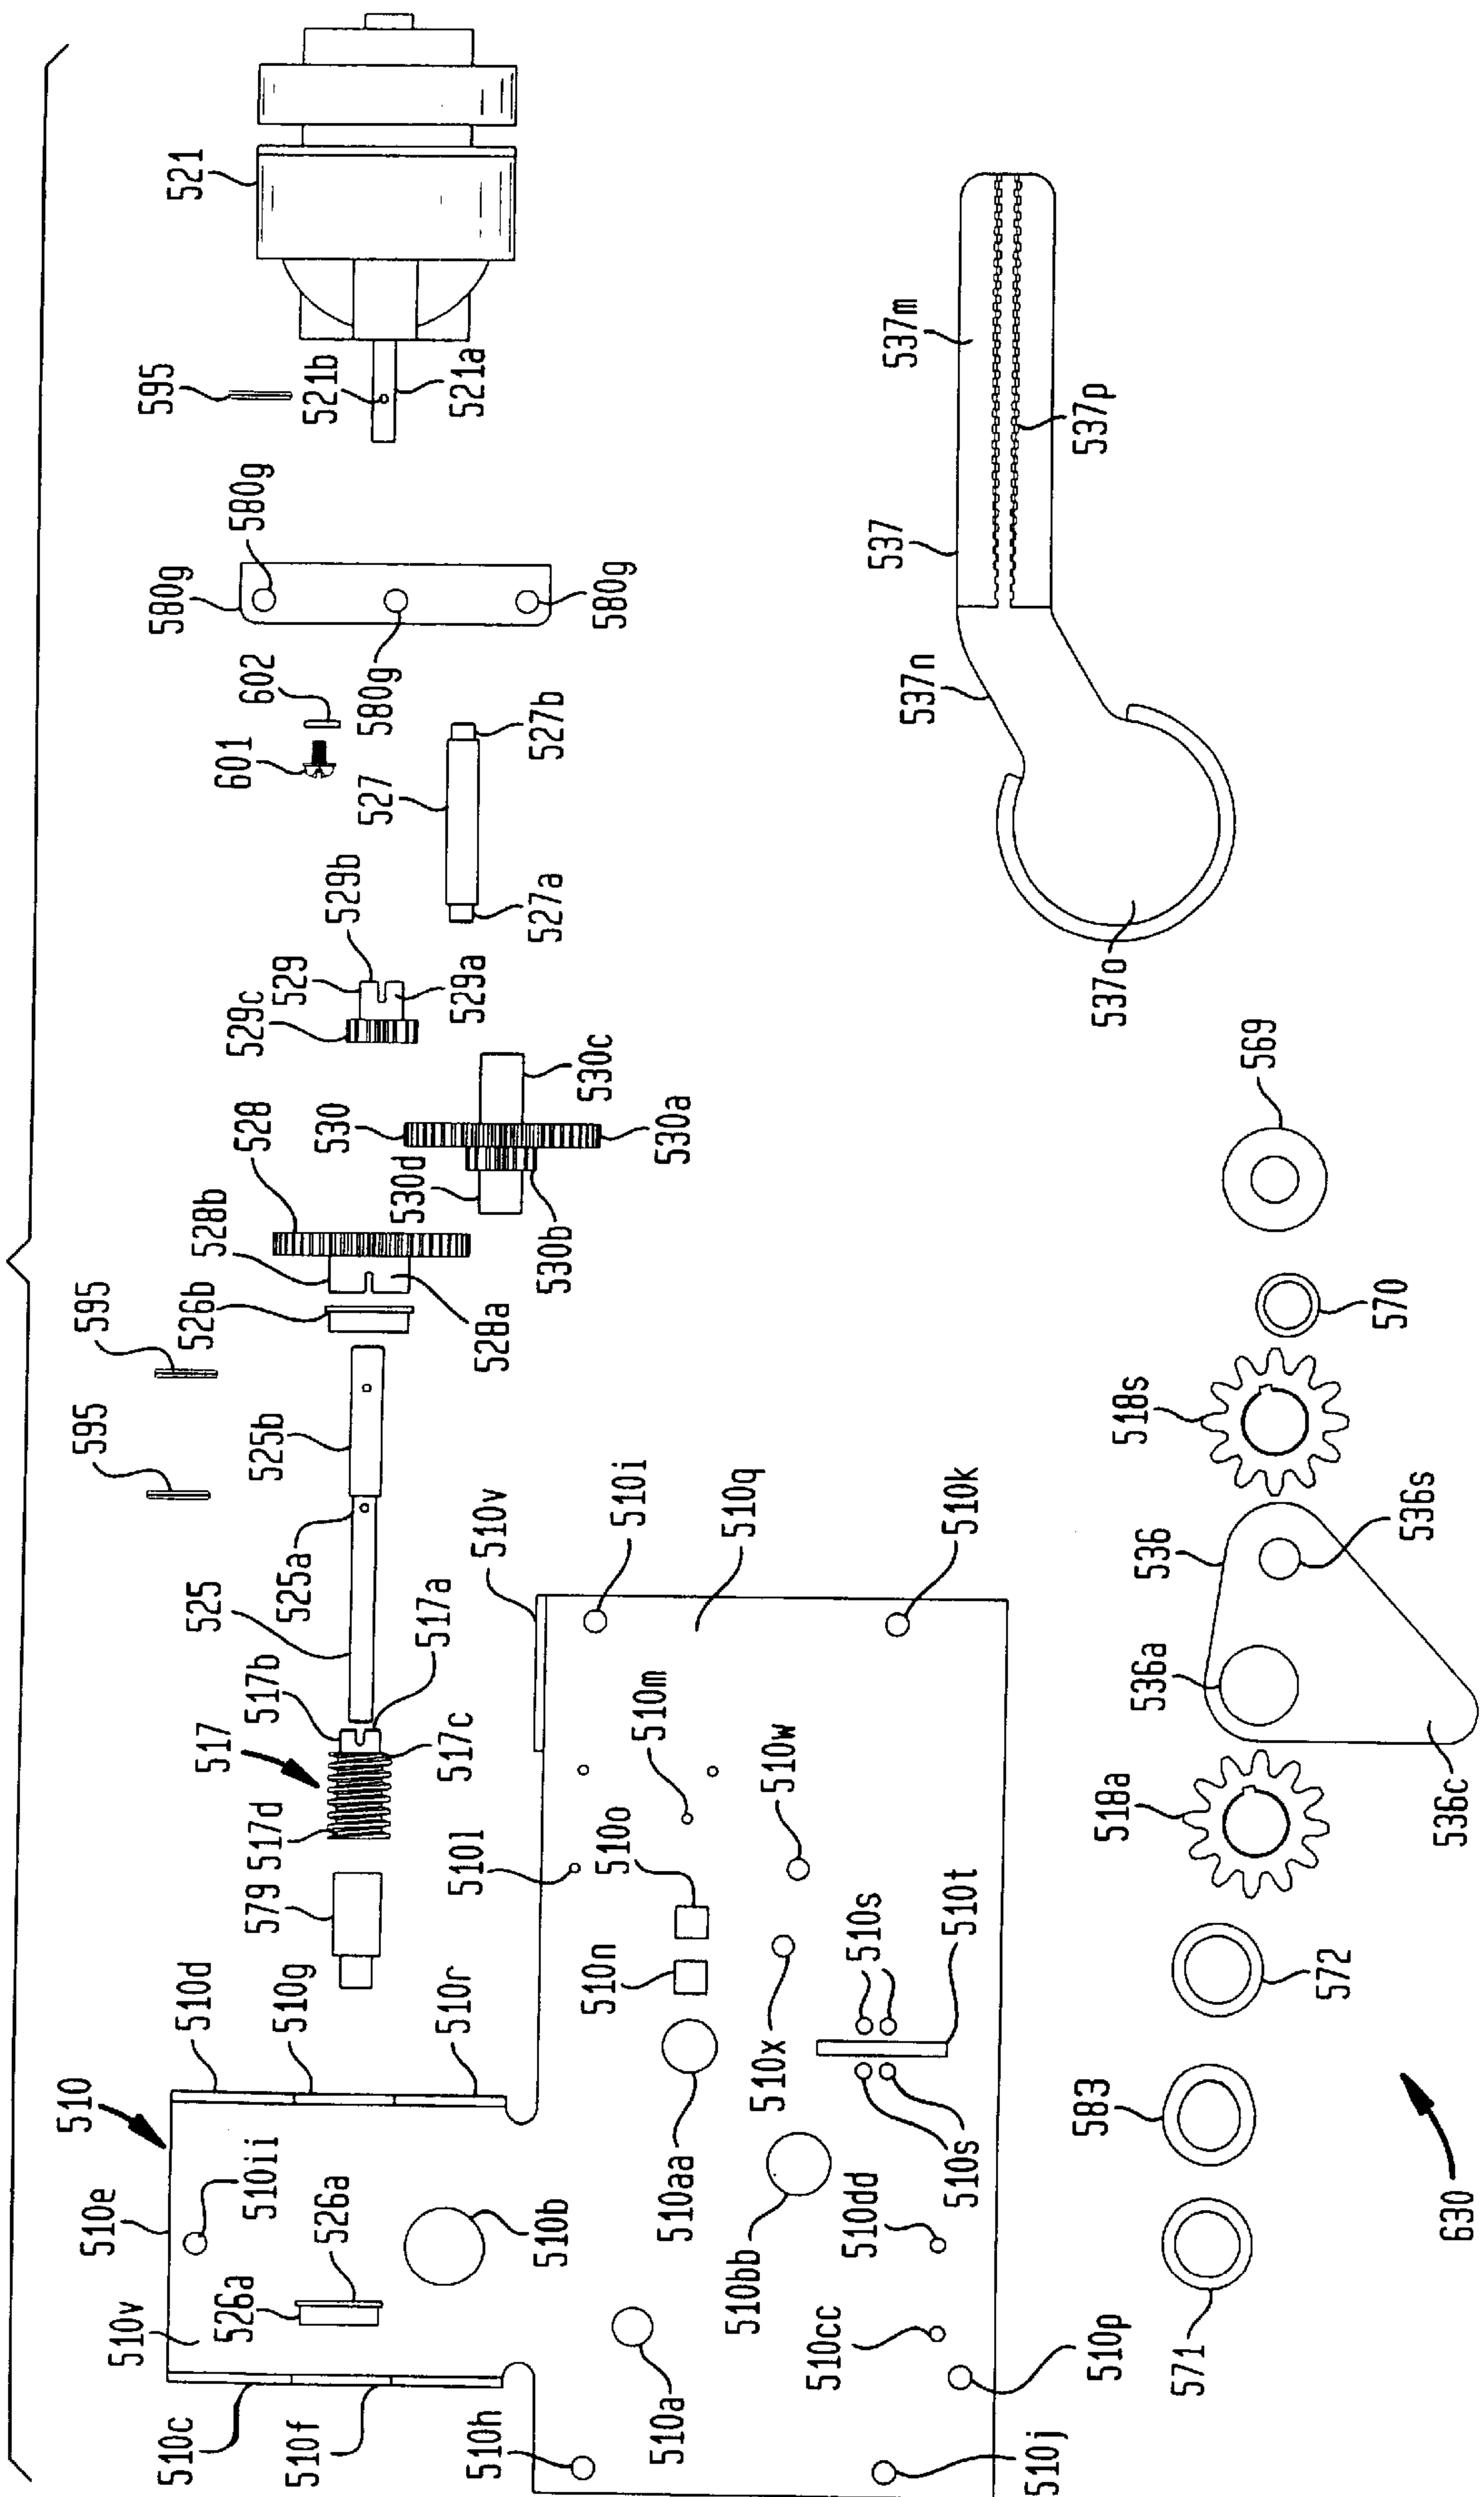 521
595
521b
521a
580g
580g
580g
580g
602
601
527b
527
527a
529b
529
529c
529a
530c
530
530a
530d
530b
528
528b
528a
526b
595
595
525b
525a
525
517a
517b
517
517c
517d
579
510v
510i
510q
510k
510m
510l
510o
510w
510n
510s
510t
510x
510d
510g
510r
510
510aa
510s
510ii
510e
526a
510b
510dd
510bb
526a
510v
510cc
510p
510c
510f
510h
510a
510j
537m
537p
537
537n
537o
569
570
518s
536s
536
536a
536c
518a
572
583
571
630